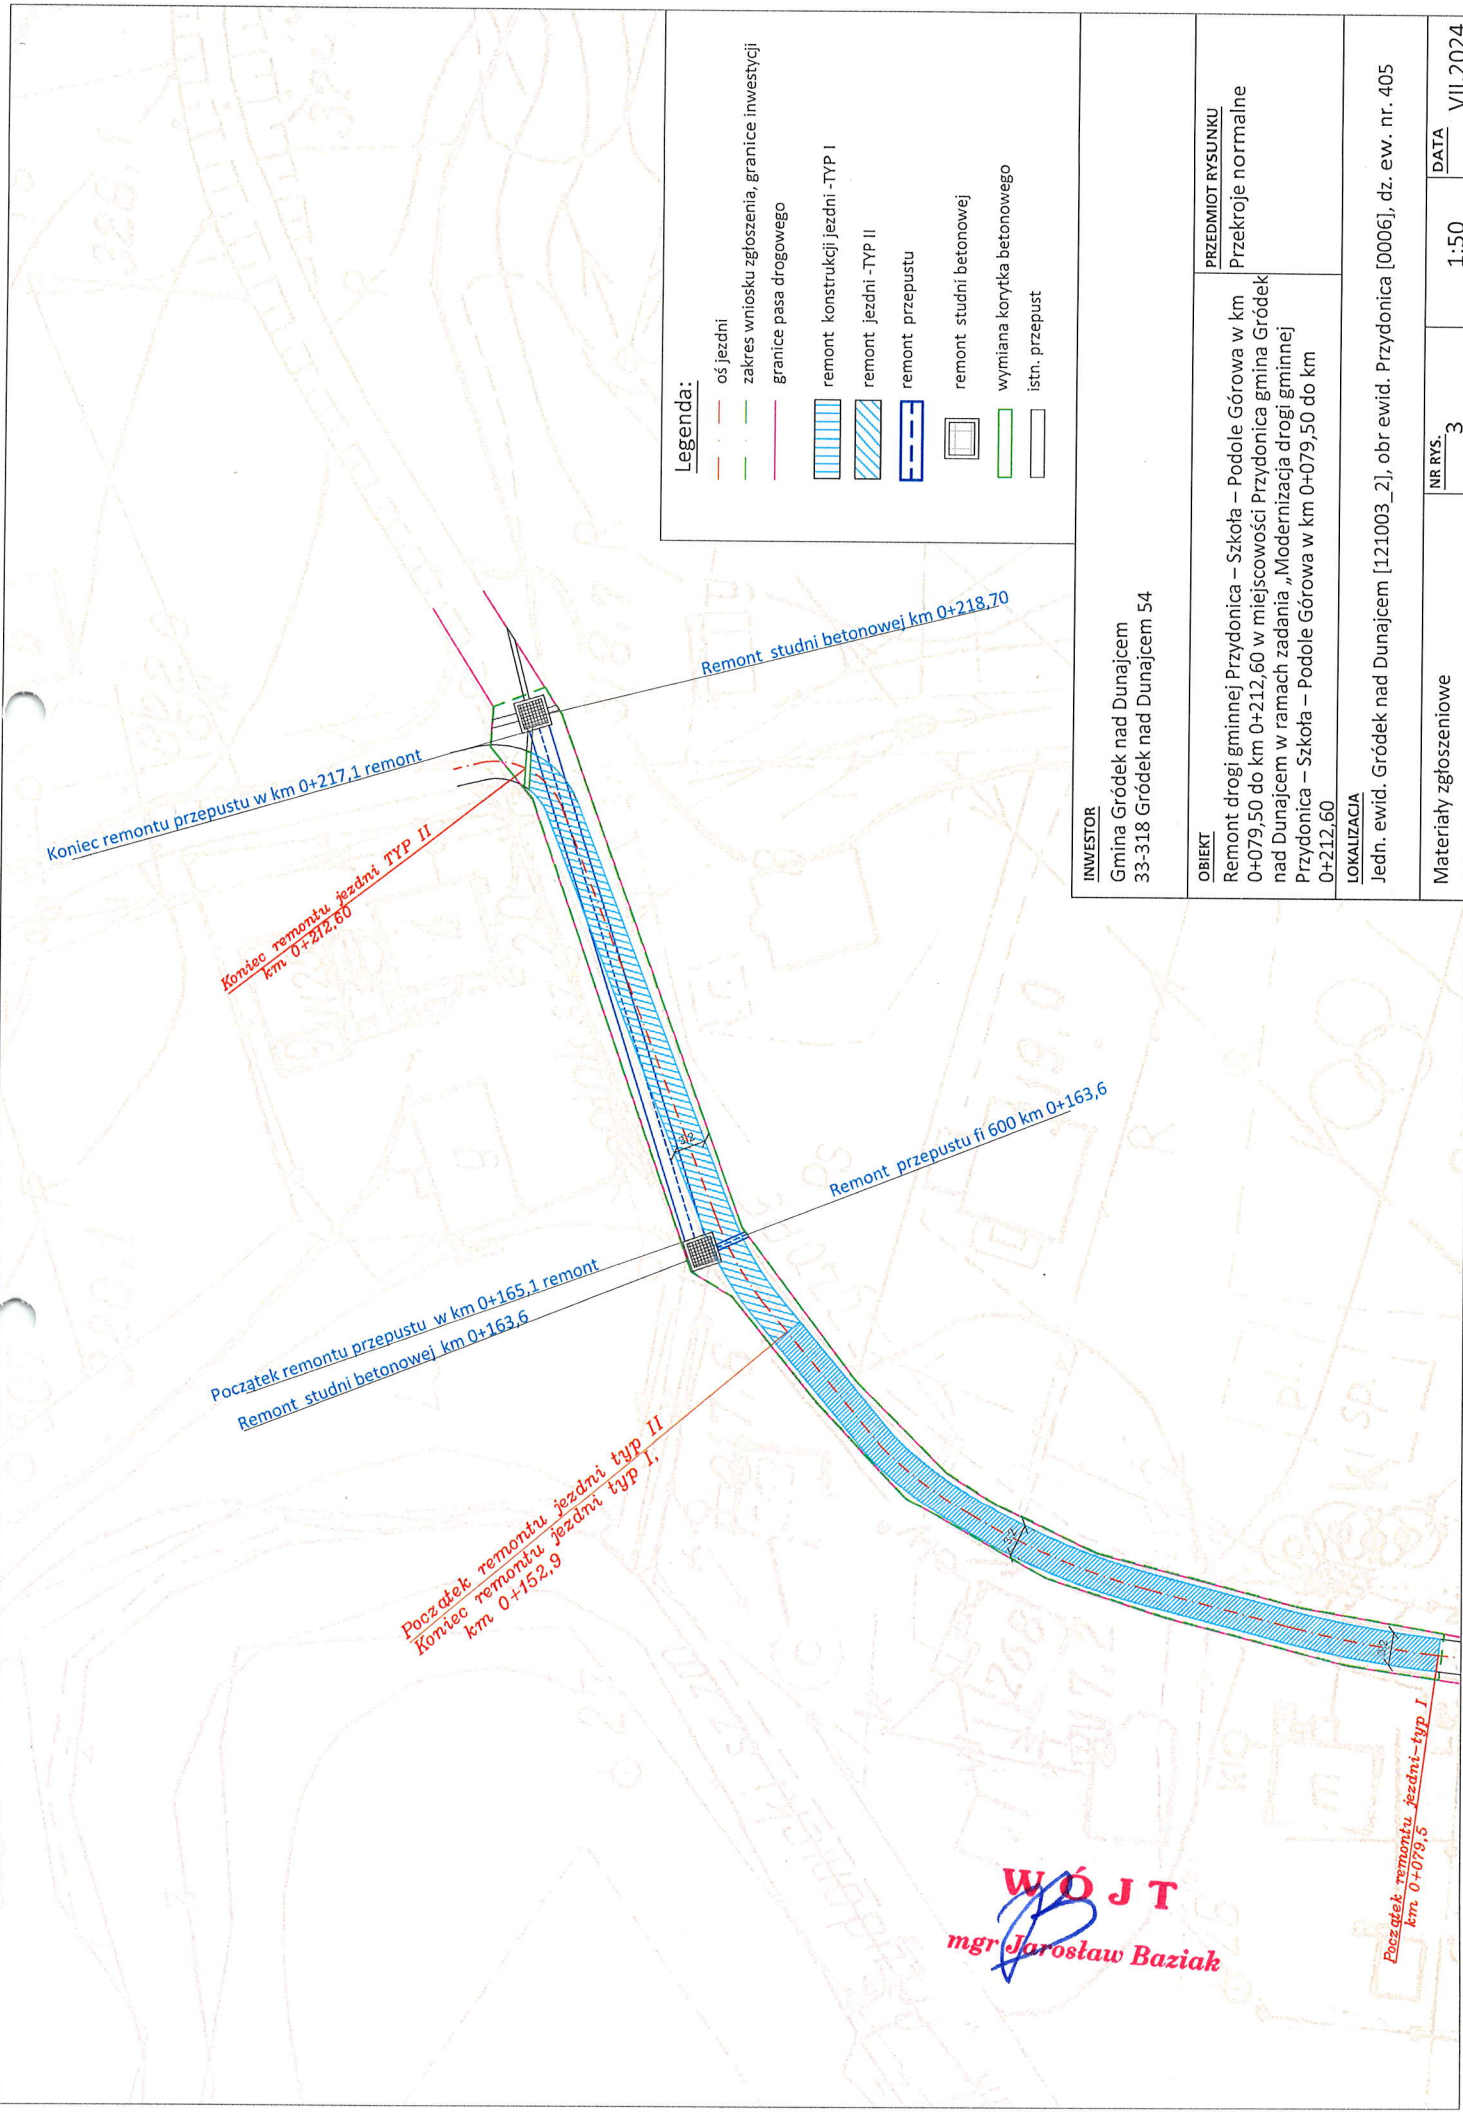 Koniec remontu przepustu w km 0+217,1 remont
Koniec remontu jezdni TYP II
km 0+212,60
Remont studni betonowej km 0+218,70
Początek remontu przepustu w km 0+165,1 remont
Remont studni betonowej km 0+163,6
Remont przepustu fi 600 km 0+163,6
Początek remontu jezdni typ II
Koniec remontu jezdni typ I,
km 0+152,9
3,2
3,2
3,2
Początek remontu jezdni-typ I
km 0+079,5
WÓJT
mgr Jarosław Baziak
Legenda:
oś jezdni
zakres wniosku zgłoszenia, granice inwestycji
granice pasa drogowego
remont konstrukcji jezdni -TYP I
remont jezdni -TYP II
remont przepustu
remont studni betonowej
wymiana korytka betonowego
istn. przepust
INWESTOR
Gmina Gródek nad Dunajcem
33-318 Gródek nad Dunajcem 54
OBIEKT
Remont drogi gminnej Przydonica – Szkoła – Podole Górowa w km
0+079,50 do km 0+212,60 w miejscowości Przydonica gmina Gródek
nad Dunajcem w ramach zadania „Modernizacja drogi gminnej
Przydonica – Szkoła – Podole Górowa w km 0+079,50 do km
0+212,60
PRZEDMIOT RYSUNKU
Przekroje normalne
LOKALIZACJA
Jedn. ewid. Gródek nad Dunajcem [121003_2], obr ewid. Przydonica [0006], dz. ew. nr. 405
Materiały zgłoszeniowe
NR RYS.
3
1:50
DATA
VII.2024